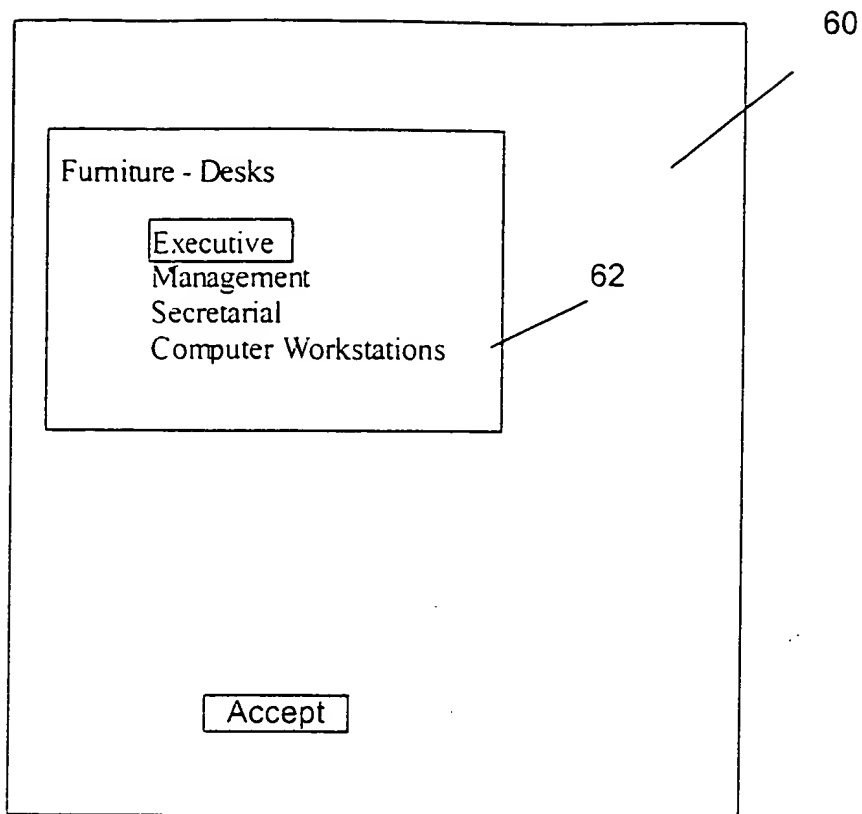 60
Furniture - Desks
Executive
Management
62
Secretarial
Computer Workstations
Accept